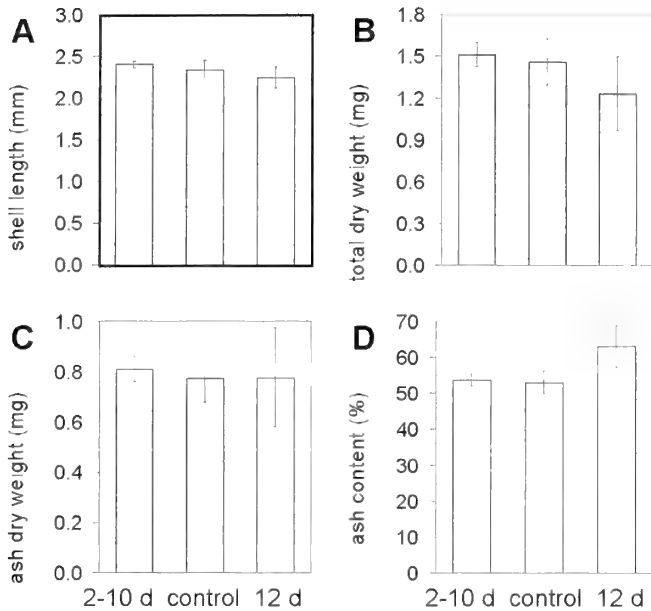 A
shell length (mm)
3.0
2.5
2.0
1.5
1.0
0.5
0.0
B
total dry weight (mg)
1.8
1.5
1.2
0.9
0.6
0.3
0.0
C
ash dry weight (mg)
1.0
0.8
0.6
0.4
0.2
0.0
2-10 d control 12 d
D
ash content (%)
70
60
50
40
30
20
10
0
2-10 d control 12 d